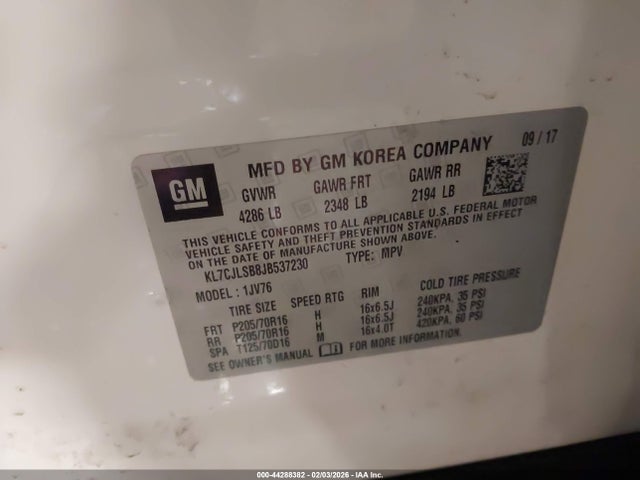 GM
MFD BY GM KOREA COMPANY 09 / 17
GVWR GAWR FRT GAWR RR
4286 LB 2348 LB 2194 LB
THIS VEHICLE CONFORMS TO ALL APPLICABLE U.S. FEDERAL MOTOR
VEHICLE SAFETY AND THEFT PREVENTION STANDARDS IN EFFECT
ON THE DATE OF MANUFACTURE SHOWN ABOVE.
KL7CJLSB8JB537230 TYPE: MPV
MODEL : 1JV76
TIRE SIZE SPEED RTG RIM COLD TIRE PRESSURE
FRT P205/70R16 H 16x6.5J 240KPA, 35 PSI
RR P205/70R16 H 16x6.5J 240KPA, 35 PSI
SPA T125/70D16 M 16x4.0T 420KPA, 60 PSI
SEE OWNER'S MANUAL FOR MORE INFORMATION
000-44288382 - 02/03/2026 - IAA Inc.